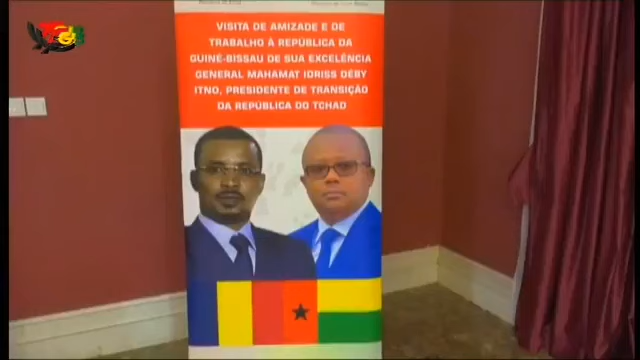 VISITA DE AMIZADE E DE
TRABALHO À REPÚBLICA DA
GUINÉ-BISSAU DE SUA EXCELÊNCIA
GENERAL MAHAMAT IDRISS DÉBY
ITNO, PRESIDENTE DE TRANSIÇÃO
DA REPÚBLICA DO TCHAD